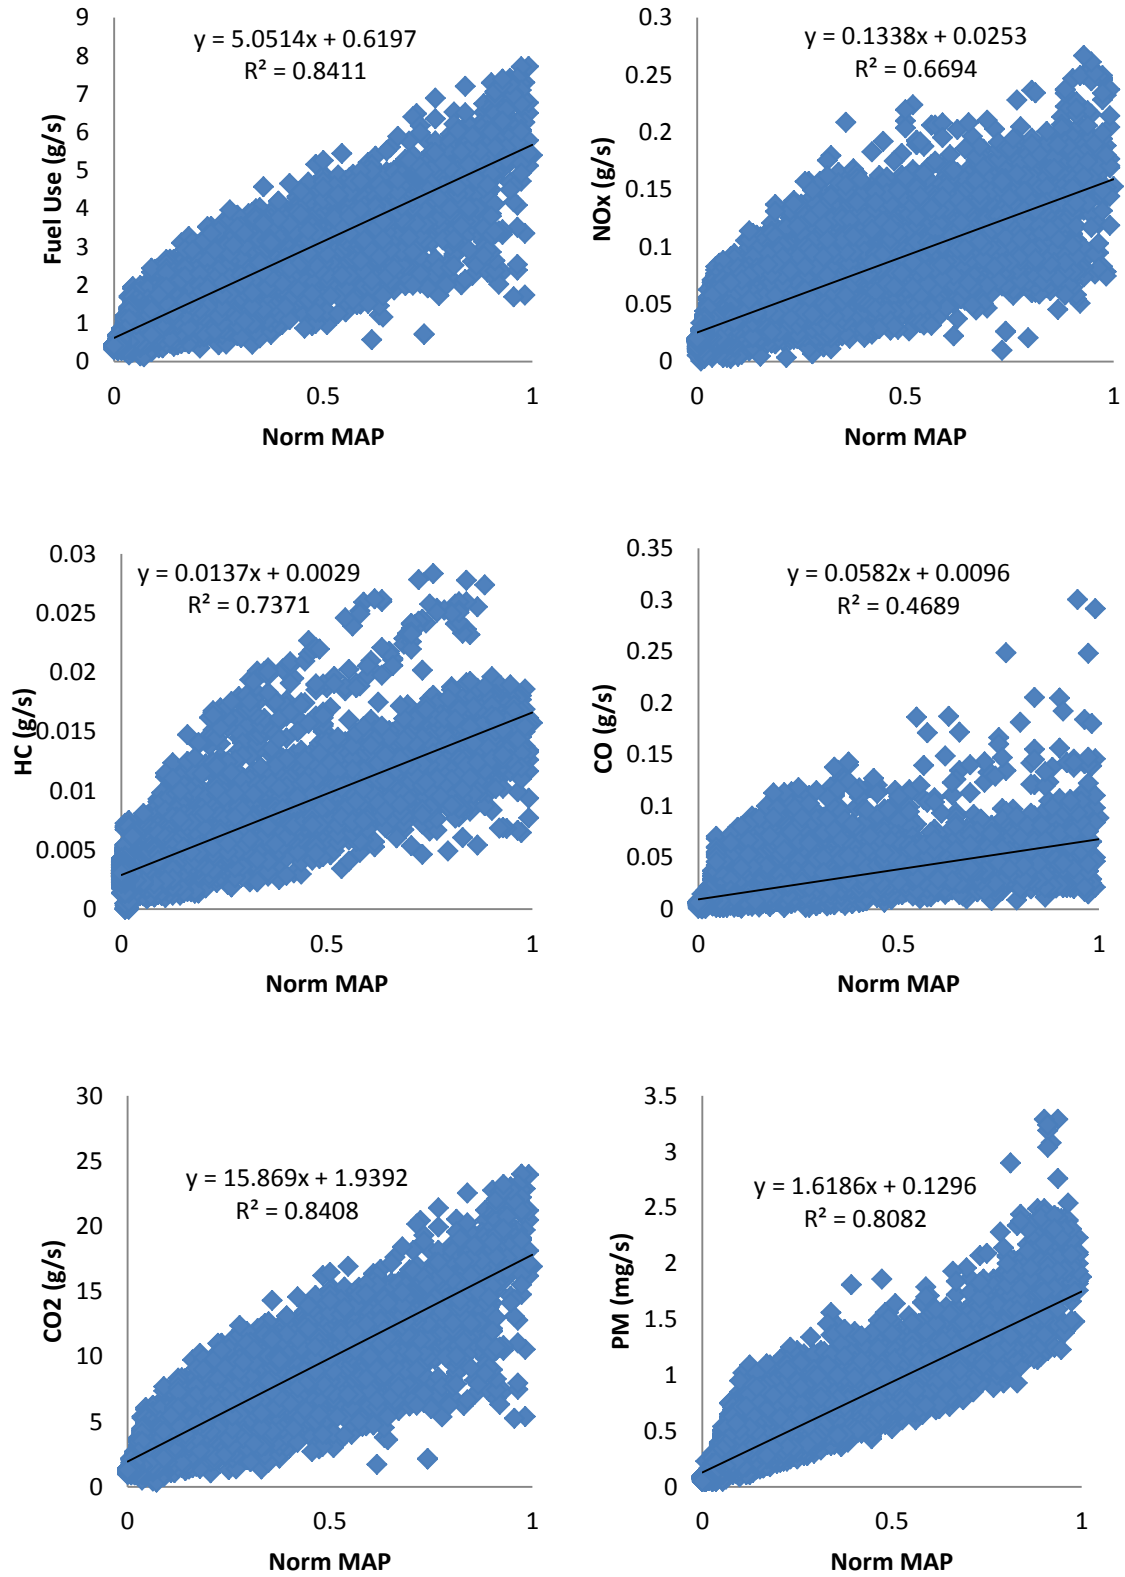 y = 5.0514x + 0.6197
R² = 0.8411
Fuel Use (g/s)
9
8
7
6
5
4
3
2
1
0
0 0.5 1
Norm MAP
y = 0.1338x + 0.0253
R² = 0.6694
NOx (g/s)
0.3
0.25
0.2
0.15
0.1
0.05
0
0 0.5 1
Norm MAP
y = 0.0137x + 0.0029
R² = 0.7371
HC (g/s)
0.03
0.025
0.02
0.015
0.01
0.005
0
0 0.5 1
Norm MAP
y = 0.0582x + 0.0096
R² = 0.4689
CO (g/s)
0.35
0.3
0.25
0.2
0.15
0.1
0.05
0
0 0.5 1
Norm MAP
y = 15.869x + 1.9392
R² = 0.8408
CO2 (g/s)
30
25
20
15
10
5
0
0 0.5 1
Norm MAP
y = 1.6186x + 0.1296
R² = 0.8082
PM (mg/s)
3.5
3
2.5
2
1.5
1
0.5
0
0 0.5 1
Norm MAP